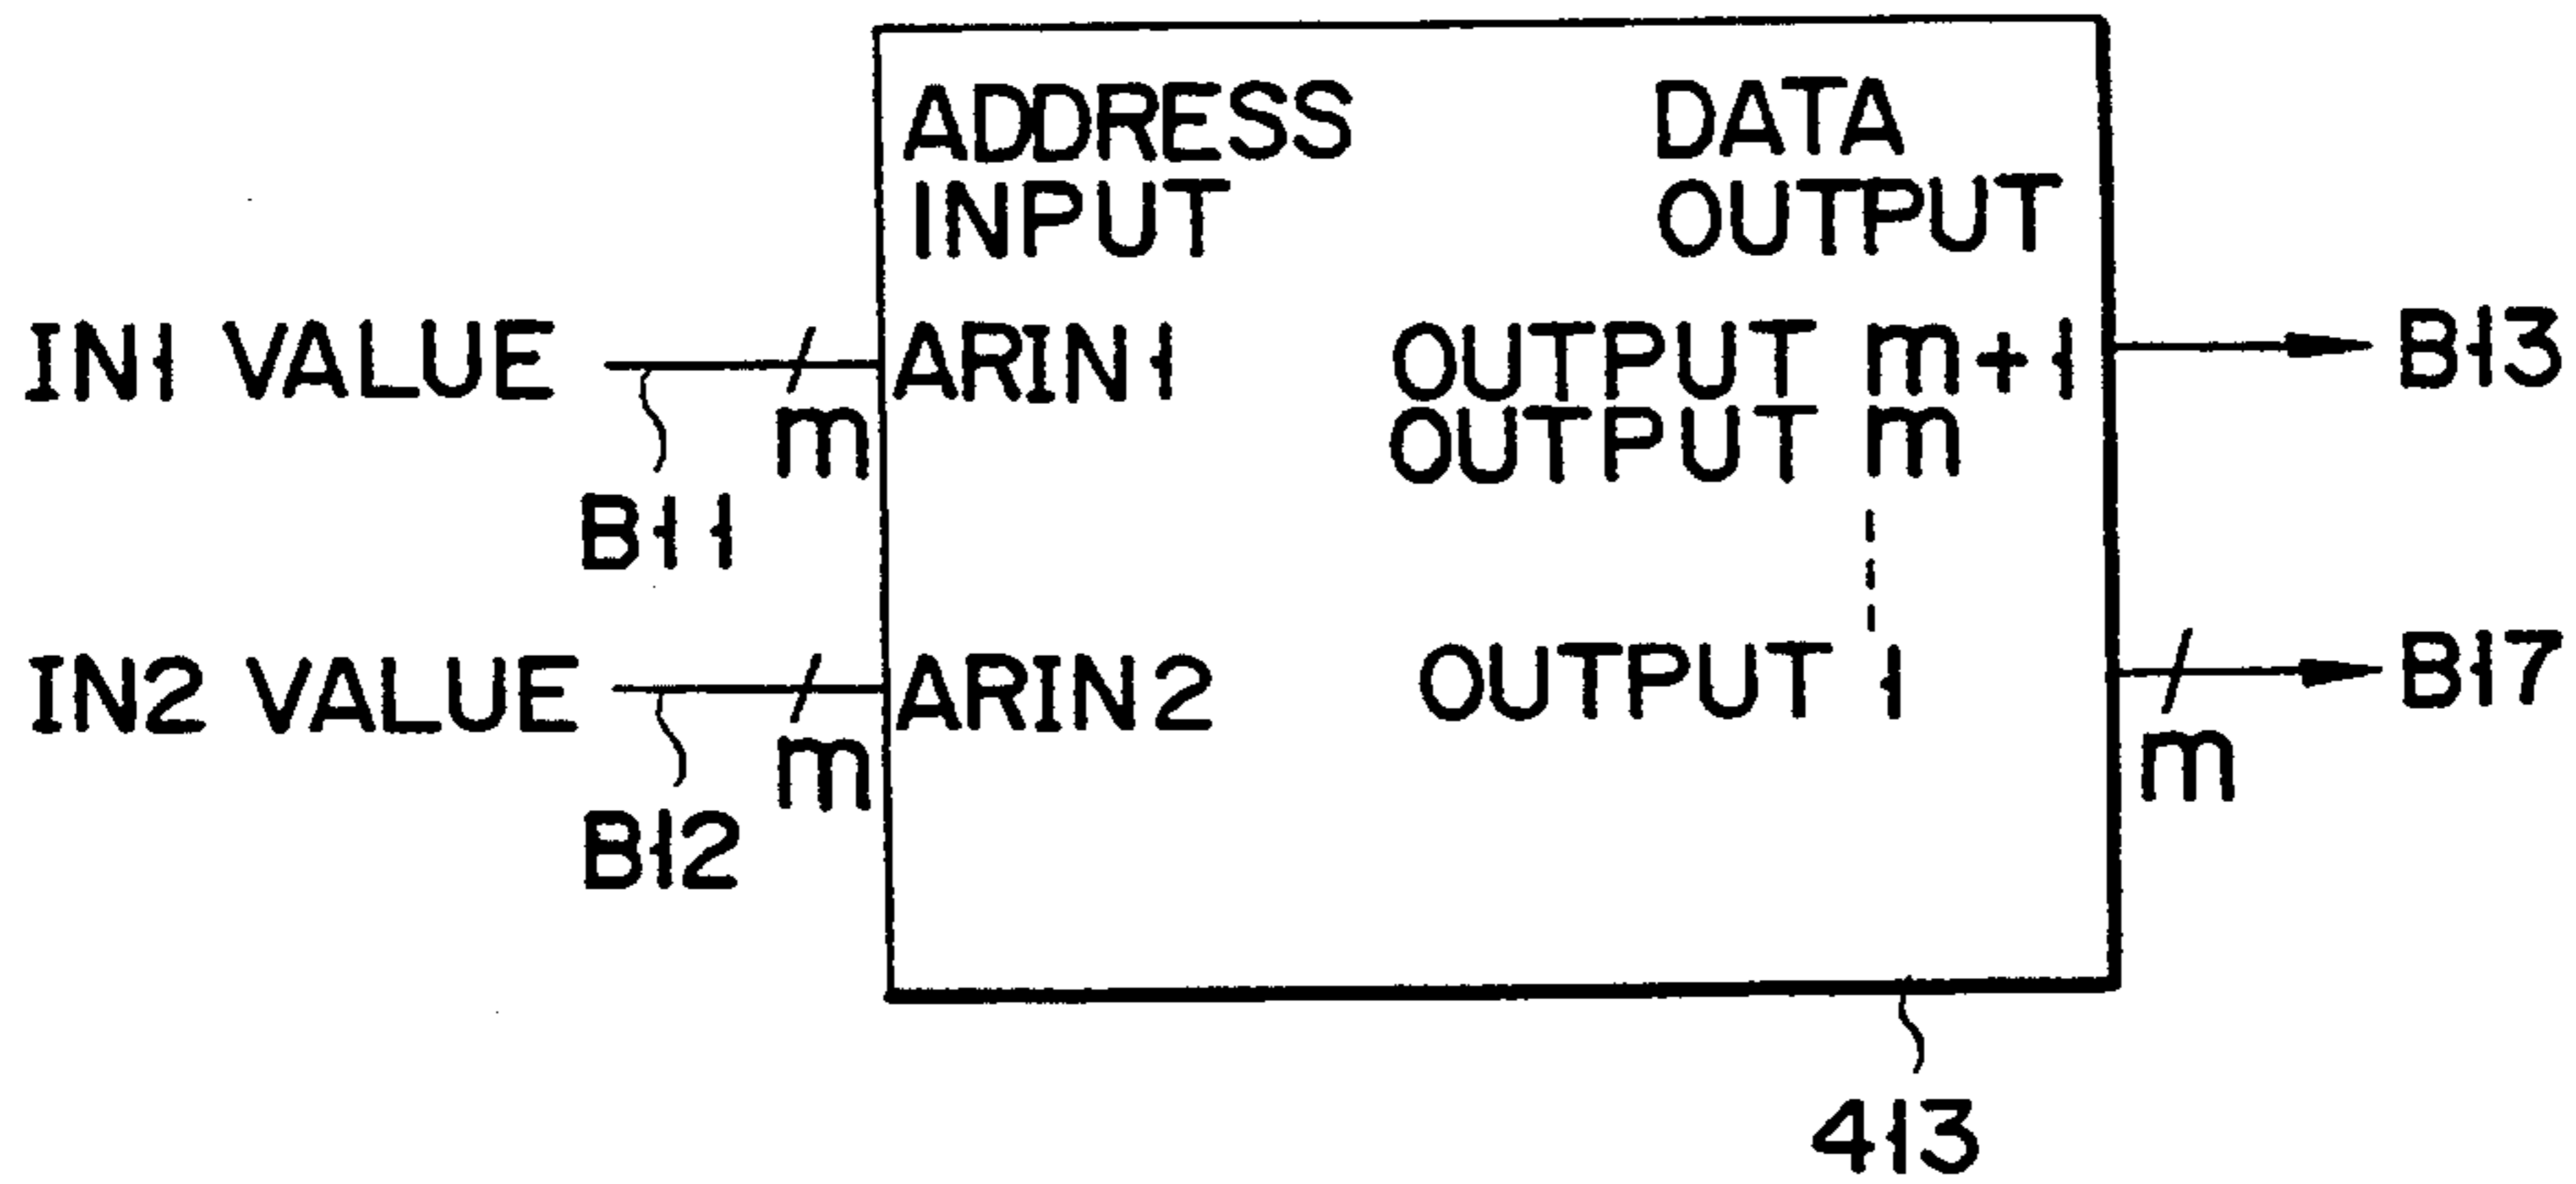 ADDRESS
INPUT
DATA
OUTPUT
IN1 VALUE
m
B11
ARIN1
OUTPUT m+1
OUTPUT m
B13
IN2 VALUE
m
B12
ARIN2
OUTPUT 1
B17
m
413